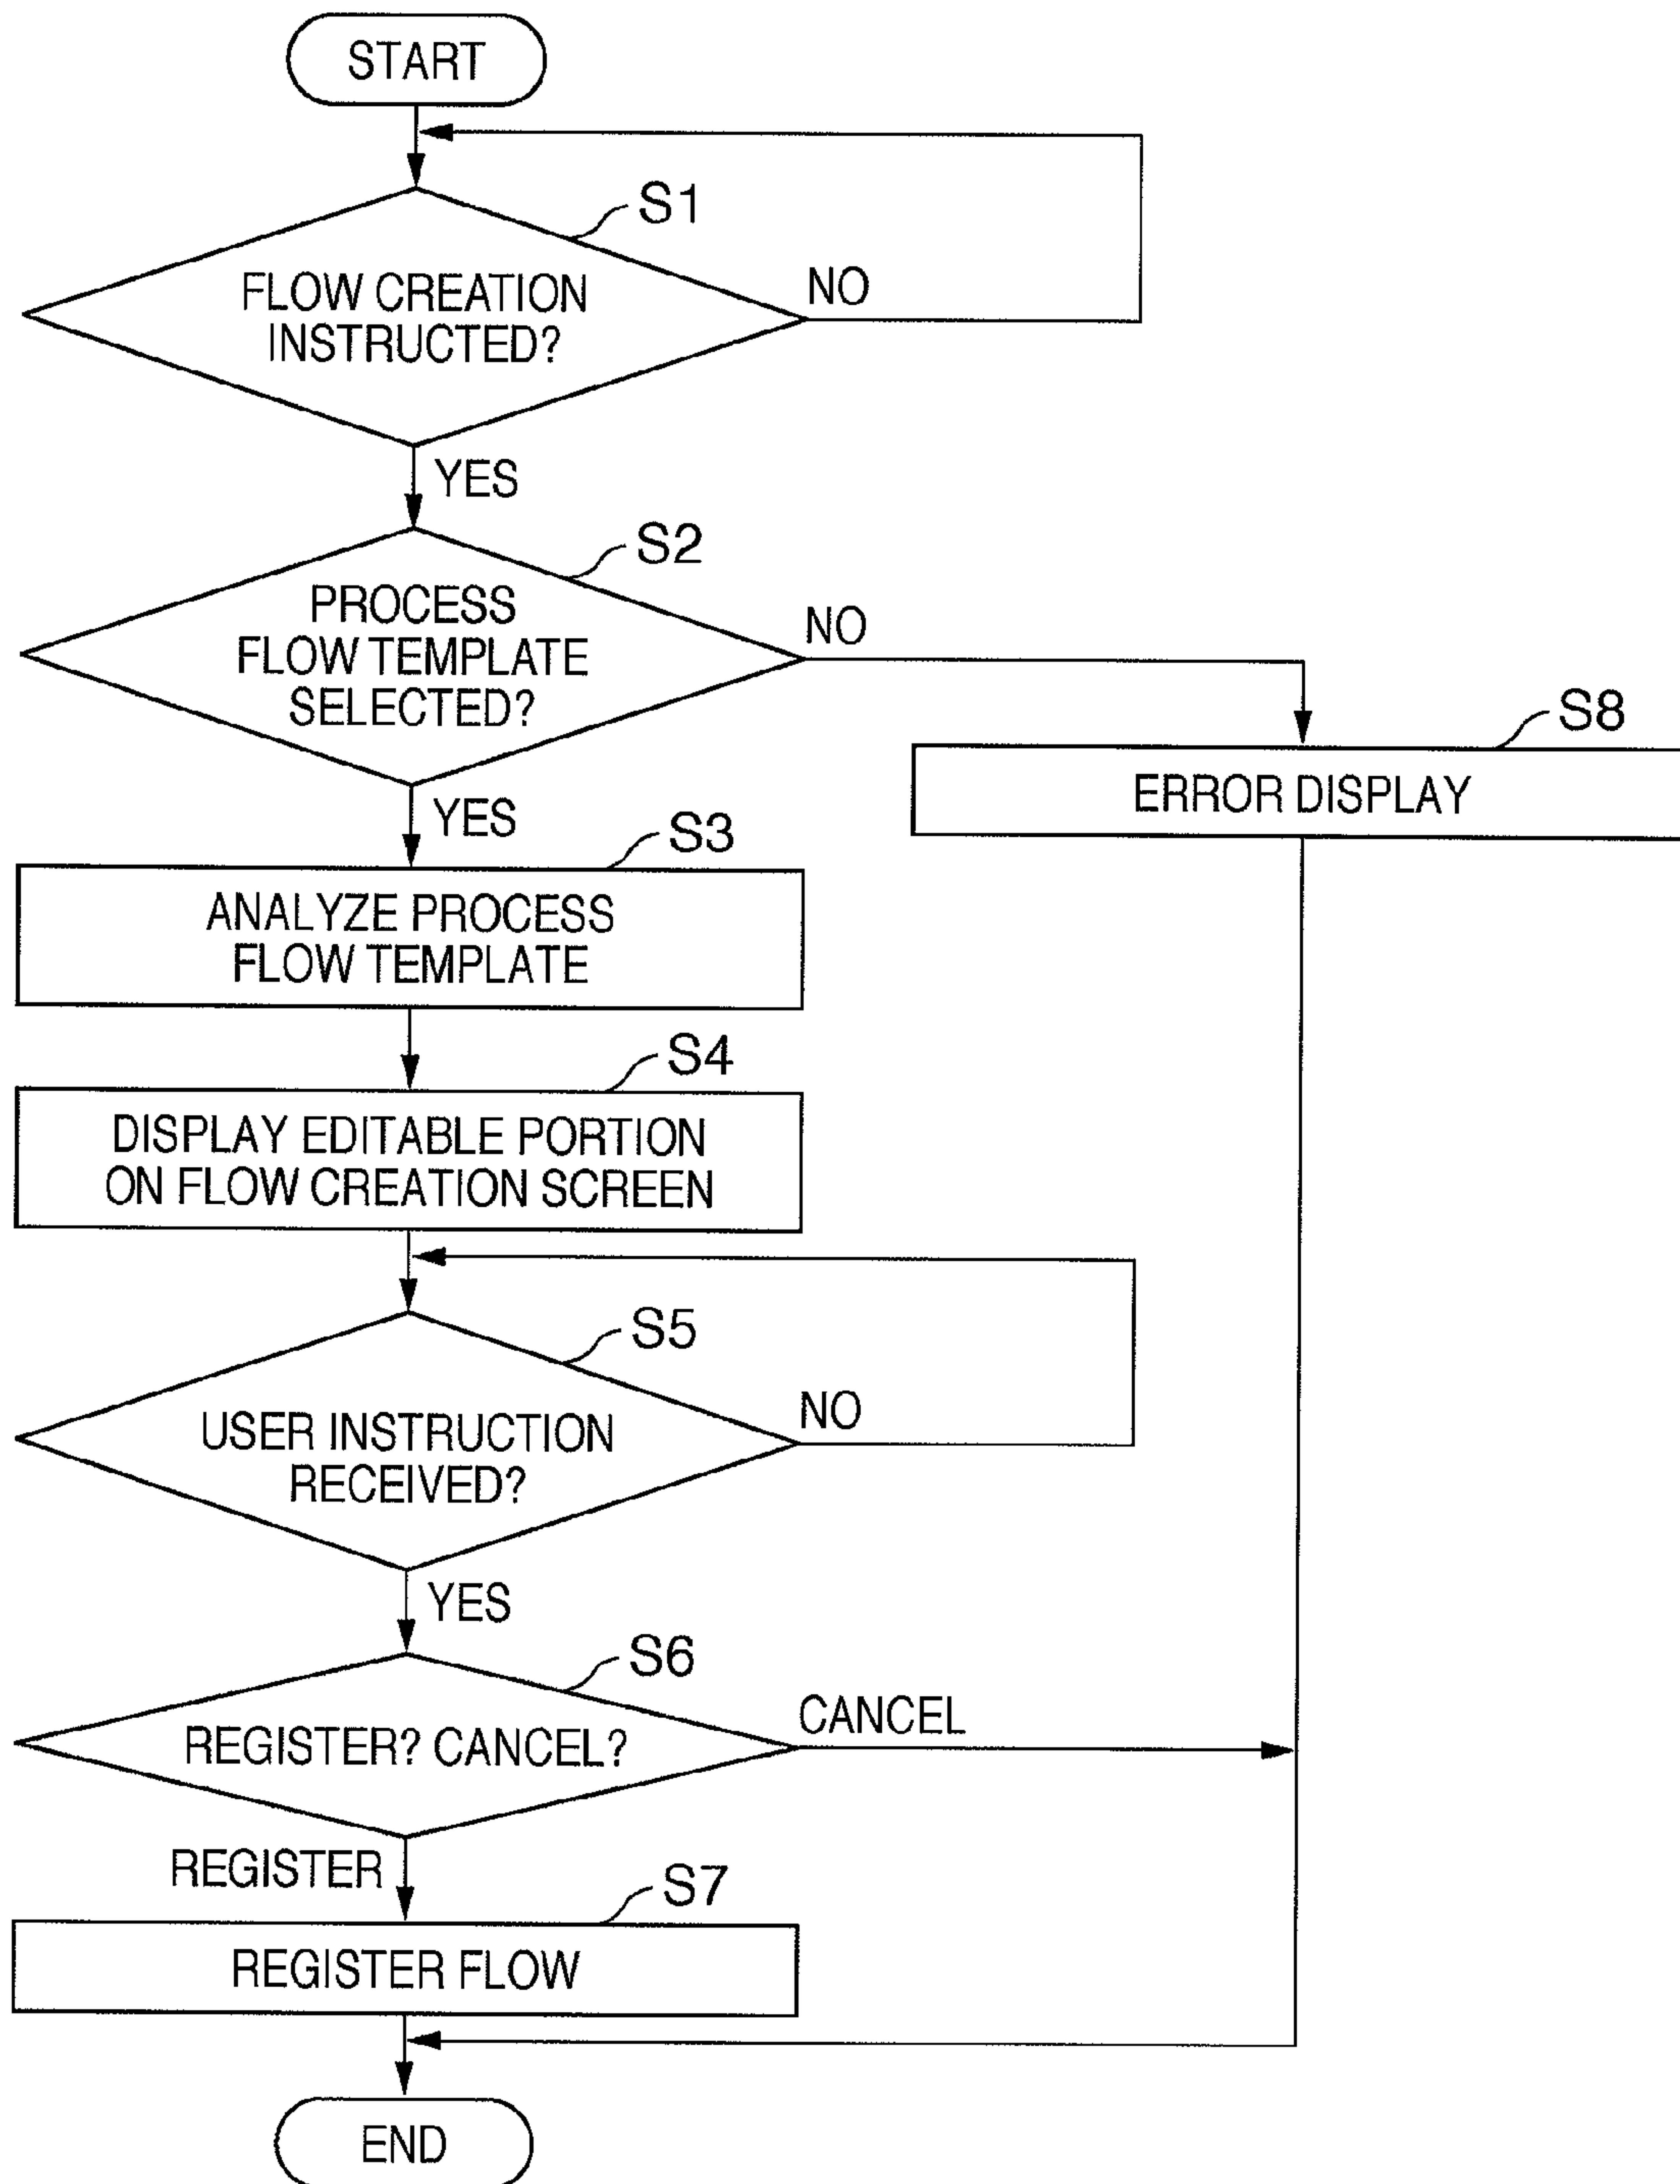 START
S1
FLOW CREATION
INSTRUCTED?
NO
YES
S2
PROCESS
FLOW TEMPLATE
SELECTED?
NO
S8
ERROR DISPLAY
YES
S3
ANALYZE PROCESS
FLOW TEMPLATE
S4
DISPLAY EDITABLE PORTION
ON FLOW CREATION SCREEN
S5
USER INSTRUCTION
RECEIVED?
NO
YES
S6
REGISTER? CANCEL?
CANCEL
REGISTER
S7
REGISTER FLOW
END